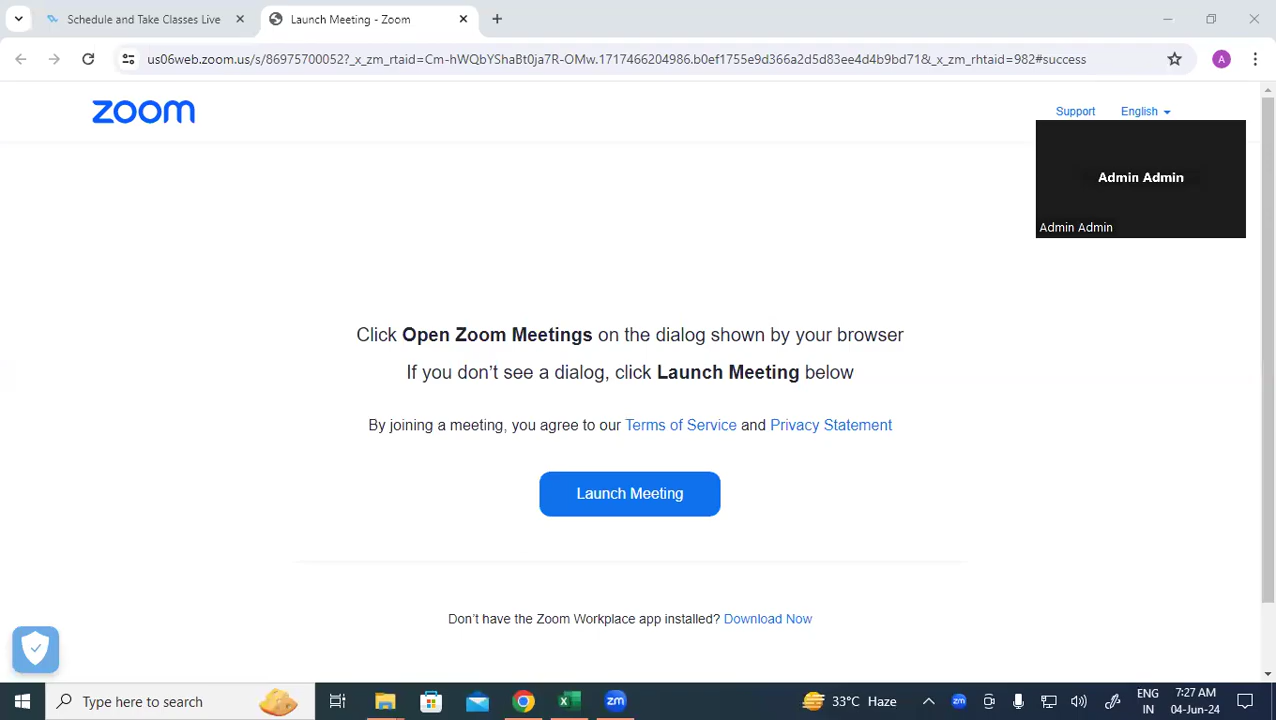 Schedule and Take Classes Live
Launch Meeting - Zoom
us06web.zoom.us/s/86975700052?_x_zm_rtaid=Cm-hWQbYShaBt0ja7R-OMw.1717466204986.b0ef1755e9d366a2d5d83ee4d4b9bd71&_x_zm_rhtaid=982#success
A
zoom
Support
English
Admin Admin
Admin Admin
Click Open Zoom Meetings on the dialog shown by your browser
If you don’t see a dialog, click Launch Meeting below
By joining a meeting, you agree to our Terms of Service and Privacy Statement
Launch Meeting
Don’t have the Zoom Workplace app installed? Download Now
Type here to search
zm
33°C Haze
zm
ENG
IN
7:27 AM
04-Jun-24